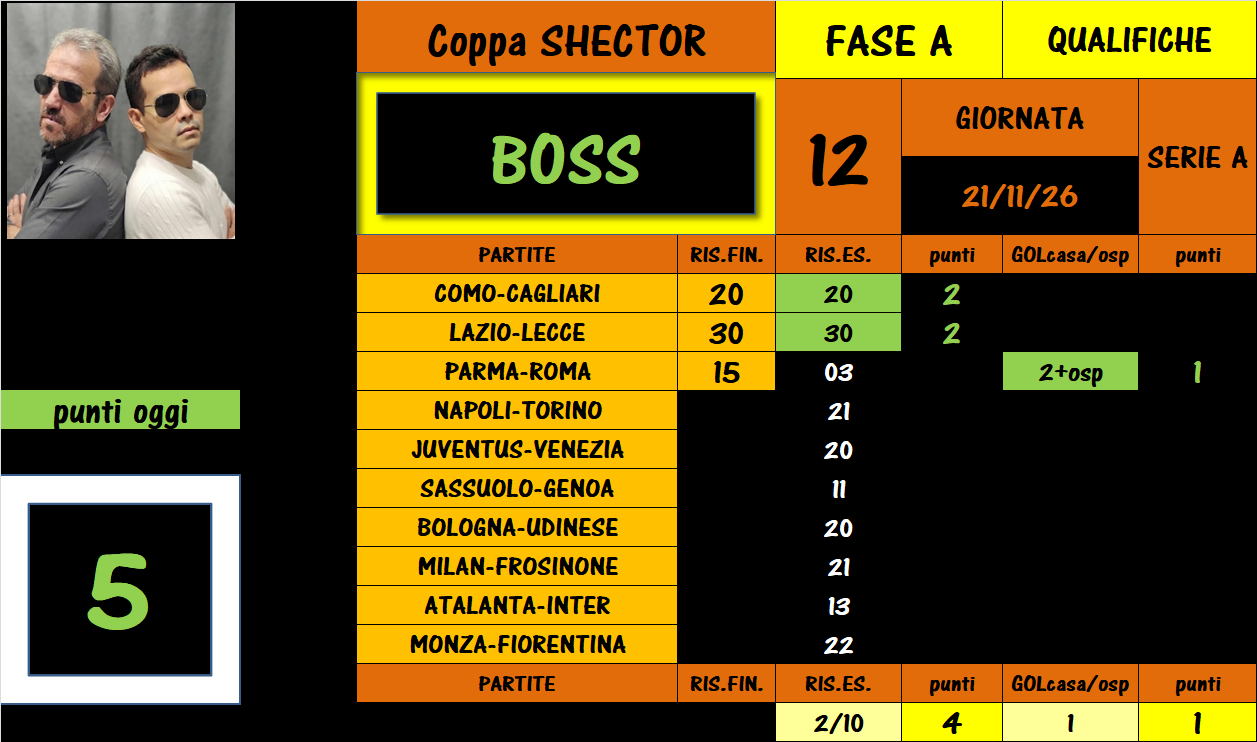 Coppa SHECTOR FASE A QUALIFICHE
BOSS 12 GIORNATA SERIE A
21/11/26
PARTITE RIS.FIN. RIS.ES. punti GOLcasa/osp punti
COMO-CAGLIARI 20 20 2
LAZIO-LECCE 30 30 2
PARMA-ROMA 15 03 2+osp 1
NAPOLI-TORINO 21
punti oggi
JUVENTUS-VENEZIA 20
SASSUOLO-GENOA 11
BOLOGNA-UDINESE 20
MILAN-FROSINONE 21
5
ATALANTA-INTER 13
MONZA-FIORENTINA 22
PARTITE RIS.FIN. RIS.ES. punti GOLcasa/osp punti
2/10 4 1 1